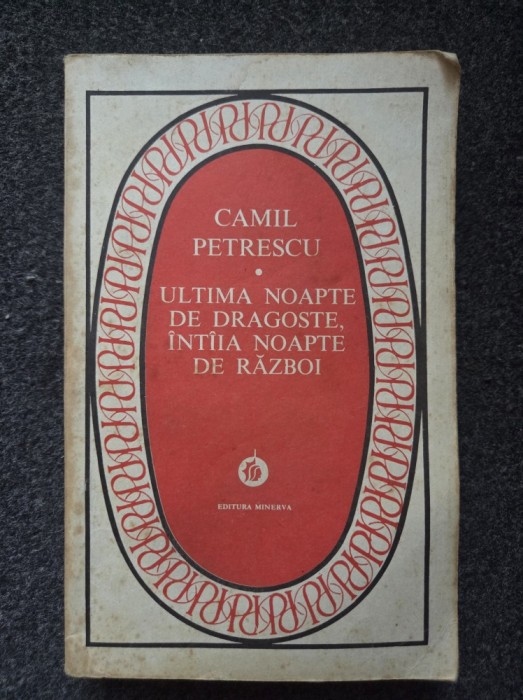 CAMIL
PETRESCU
•
ULTIMA NOAPTE
DE DRAGOSTE,
ÎNTÎIA NOAPTE
DE RĂZBOI
EDITURA MINERVA